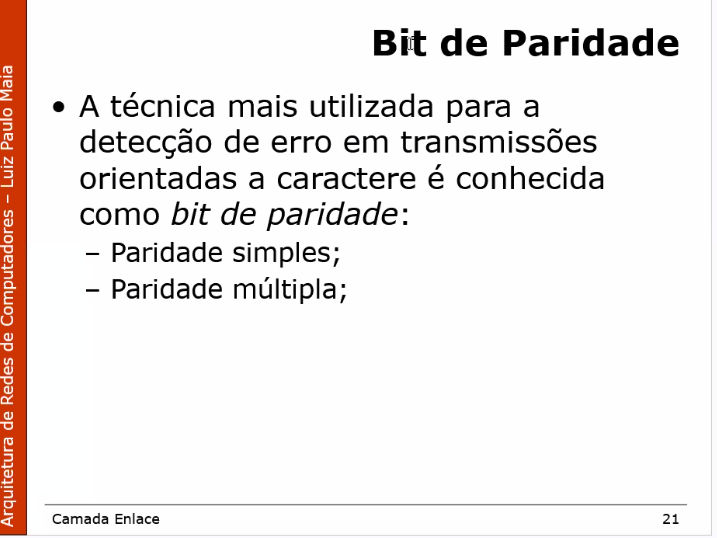 Bit de Paridade
• A técnica mais utilizada para a
detecção de erro em transmissões
orientadas a caractere é conhecida
como bit de paridade:
– Paridade simples;
– Paridade múltipla;
Arquitetura de Redes de Computadores – Luiz Paulo Maia
Camada Enlace
21